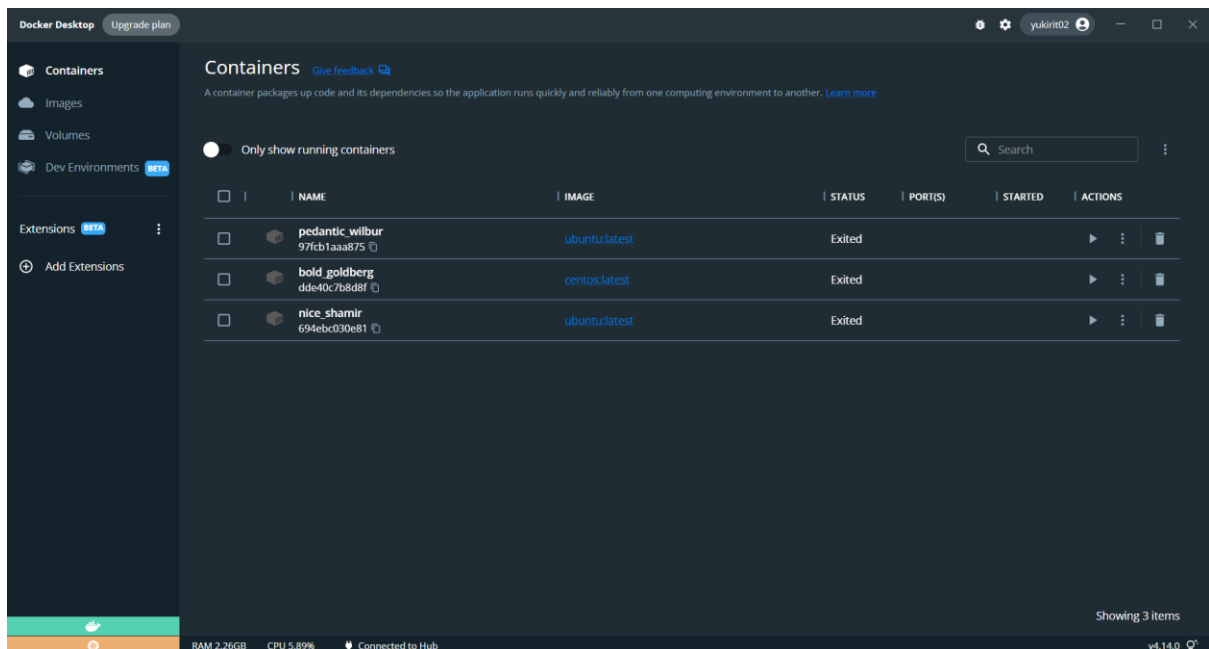 Docker Desktop Upgrade plan yukirit02
Containers
Images
Volumes
Dev Environments BETA
Extensions BETA
Add Extensions
Containers Give feedback
A container packages up code and its dependencies so the application runs quickly and reliably from one computing environment to another. Learn more
Only show running containers Search
NAME IMAGE STATUS PORT(S) STARTED ACTIONS
pedantic_wilbur
97fcb1aaa875 ubuntu:latest Exited
bold_goldberg
dde40c7b8d8f centos:latest Exited
nice_shamir
694ebc030e81 ubuntu:latest Exited
Showing 3 items
RAM 2.26GB CPU 5.89% Connected to Hub v4.14.0